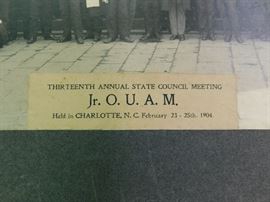 THIRTEENTH ANNUAL STATE COUNCIL MEETING
Jr. O. U. A. M.
Held in CHARLOTTE, N. C. February 23 - 25th. 1904.